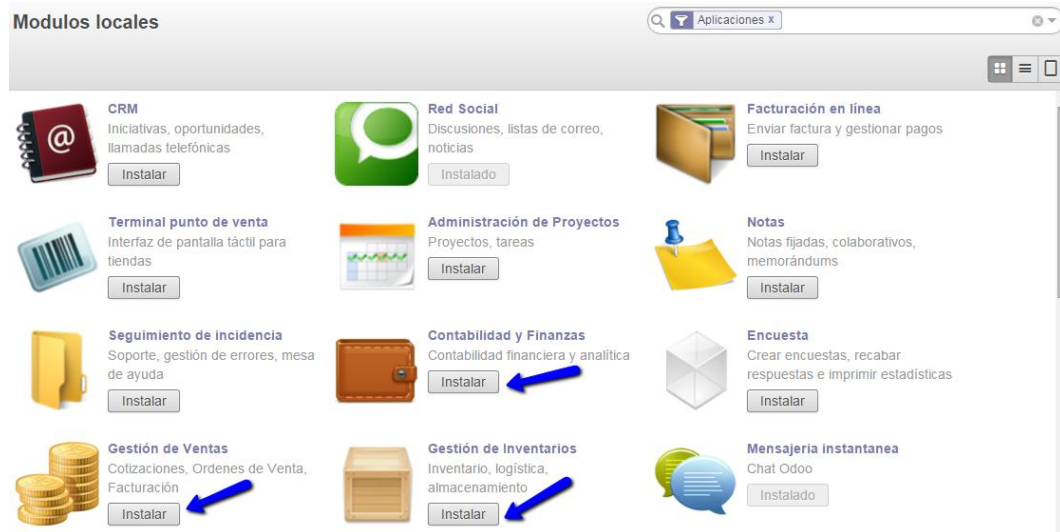 Modulos locales
Aplicaciones x
CRM
Iniciativas, oportunidades,
llamadas telefónicas
Instalar
Red Social
Discusiones, listas de correo,
noticias
Instalado
Facturación en línea
Enviar factura y gestionar pagos
Instalar
Terminal punto de venta
Interfaz de pantalla táctil para
tiendas
Instalar
Administración de Proyectos
Proyectos, tareas
Instalar
Notas
Notas fijadas, colaborativos,
memorándums
Instalar
Seguimiento de incidencia
Soporte, gestión de errores, mesa
de ayuda
Instalar
Contabilidad y Finanzas
Contabilidad financiera y analítica
Instalar
Encuesta
Crear encuestas, recabar
respuestas e imprimir estadísticas
Instalar
Gestión de Ventas
Cotizaciones, Ordenes de Venta,
Facturación
Instalar
Gestión de Inventarios
Inventario, logística,
almacenamiento
Instalar
Mensajeria instantanea
Chat Odoo
Instalado